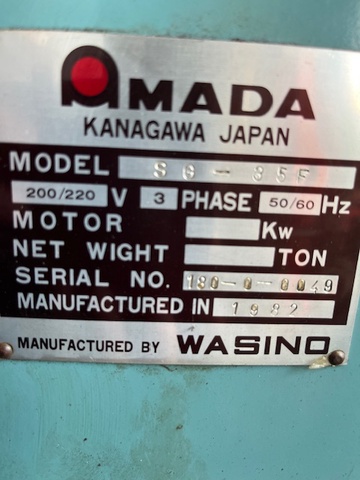 AMADA
KANAGAWA JAPAN
MODEL SG-35F
200/220 V 3 PHASE 50/60 Hz
MOTOR Kw
NET WIGHT TON
SERIAL NO. 180-0-0049
MANUFACTURED IN 1982
MANUFACTURED BY WASINO